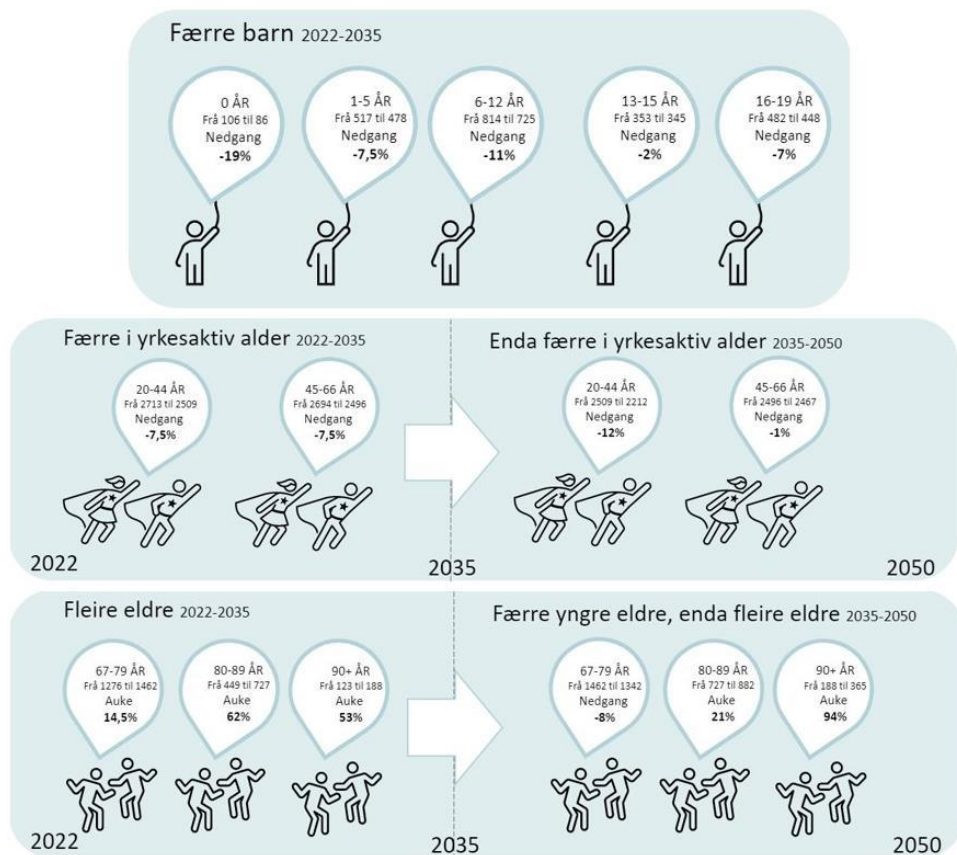 Færre barn 2022-2035
0 ÅR
Frå 106 til 86
Nedgang
-19%
1-5 ÅR
Frå 517 til 478
Nedgang
-7,5%
6-12 ÅR
Frå 814 til 725
Nedgang
-11%
13-15 ÅR
Frå 353 til 345
Nedgang
-2%
16-19 ÅR
Frå 482 til 448
Nedgang
-7%
Færre i yrkesaktiv alder 2022-2035
20-44 ÅR
Frå 2713 til 2509
Nedgang
-7,5%
45-66 ÅR
Frå 2694 til 2496
Nedgang
-7,5%
Enda færre i yrkesaktiv alder 2035-2050
20-44 ÅR
Frå 2509 til 2212
Nedgang
-12%
45-66 ÅR
Frå 2496 til 2467
Nedgang
-1%
2022
2035
2050
Fleire eldre 2022-2035
67-79 ÅR
Frå 1276 til 1462
Auke
14,5%
80-89 ÅR
Frå 449 til 727
Auke
62%
90+ ÅR
Frå 123 til 188
Auke
53%
Færre yngre eldre, enda fleire eldre 2035-2050
67-79 ÅR
Frå 1462 til 1342
Nedgang
-8%
80-89 ÅR
Frå 727 til 882
Auke
21%
90+ ÅR
Frå 188 til 365
Auke
94%
2022
2035
2050